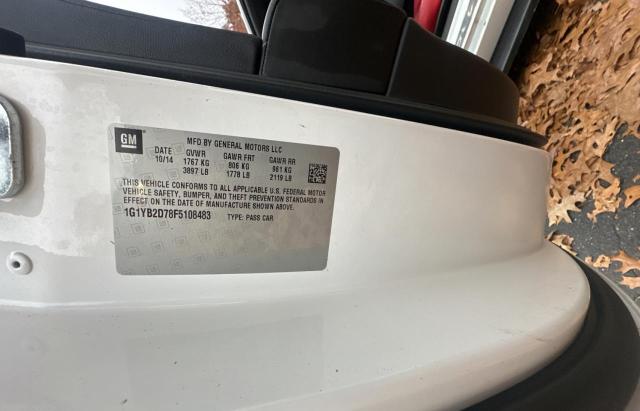 GM
MFD BY GENERAL MOTORS LLC
DATE GVWR GAWR FRT GAWR RR
10/14 1767 KG 806 KG 961 KG
3897 LB 1778 LB 2119 LB
THIS VEHICLE CONFORMS TO ALL APPLICABLE U.S. FEDERAL MOTOR
VEHICLE SAFETY, BUMPER, AND THEFT PREVENTION STANDARDS IN
EFFECT ON THE DATE OF MANUFACTURE SHOWN ABOVE.
1G1YB2D78F5108483 TYPE: PASS CAR